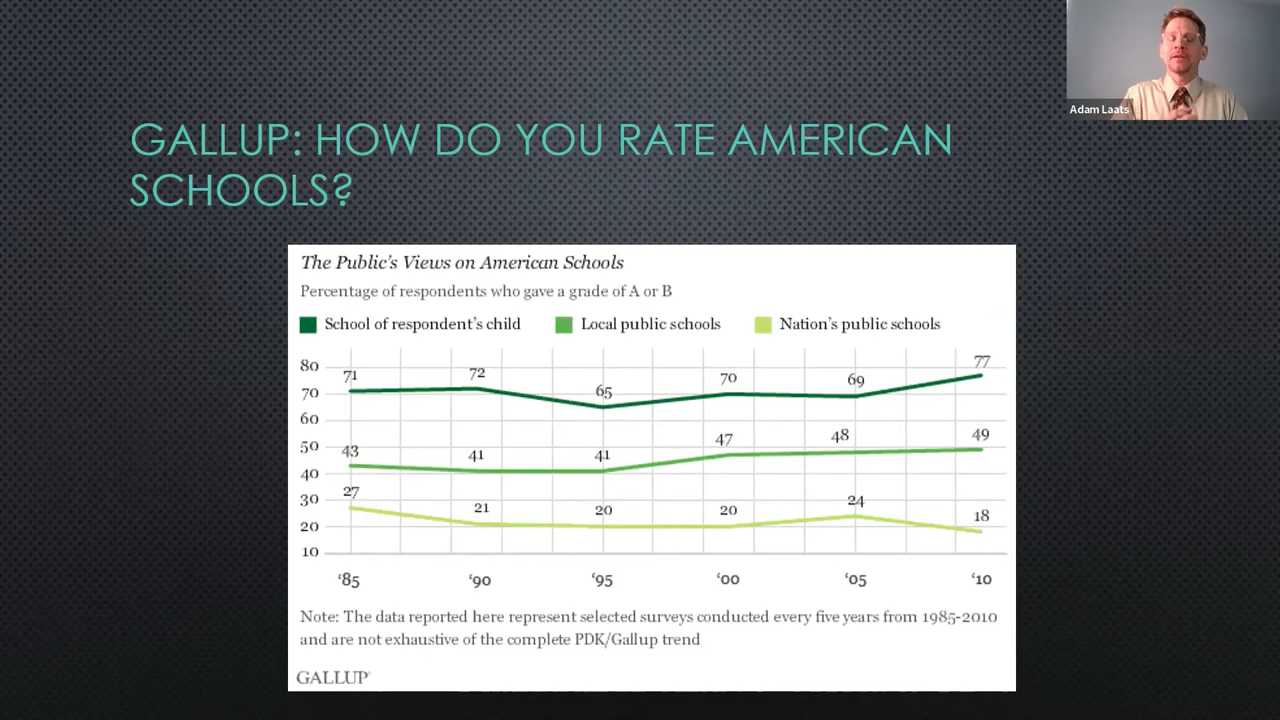 Adam Laats
GALLUP: HOW DO YOU RATE AMERICAN
SCHOOLS?
The Public's Views on American Schools
Percentage of respondents who gave a grade of A or B
School of respondent's child Local public schools Nation's public schools
80
70
60
50
40
30
20
10
71 72 65 70 69 77
43 41 41 47 48 49
27 21 20 20 24 18
'85 '90 '95 '00 '05 '10
Note: The data reported here represent selected surveys conducted every five years from 1985-2010
and are not exhaustive of the complete PDK/Gallup trend
GALLUP®